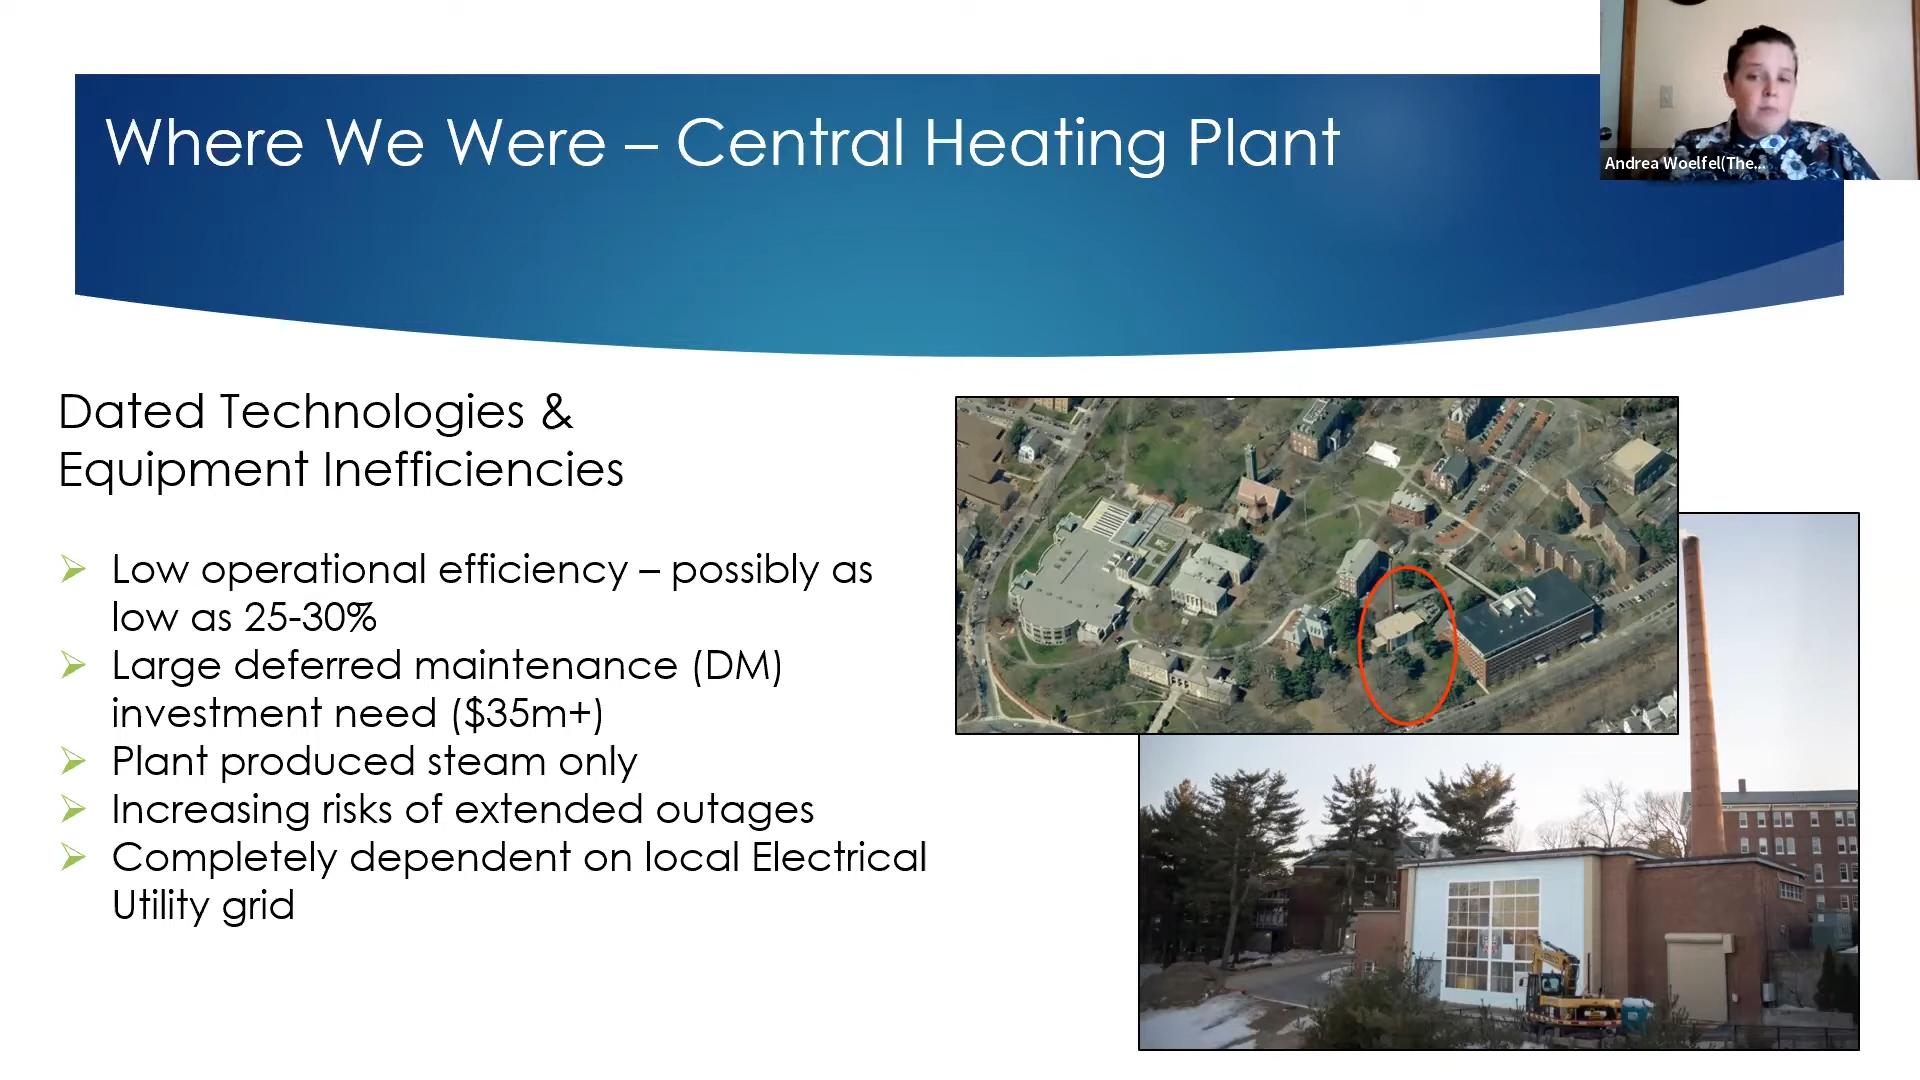 Where We Were – Central Heating Plant
Andrea Woelfel(The...
Dated Technologies &
Equipment Inefficiencies
Low operational efficiency – possibly as
low as 25-30%
Large deferred maintenance (DM)
investment need ($35m+)
Plant produced steam only
Increasing risks of extended outages
Completely dependent on local Electrical
Utility grid